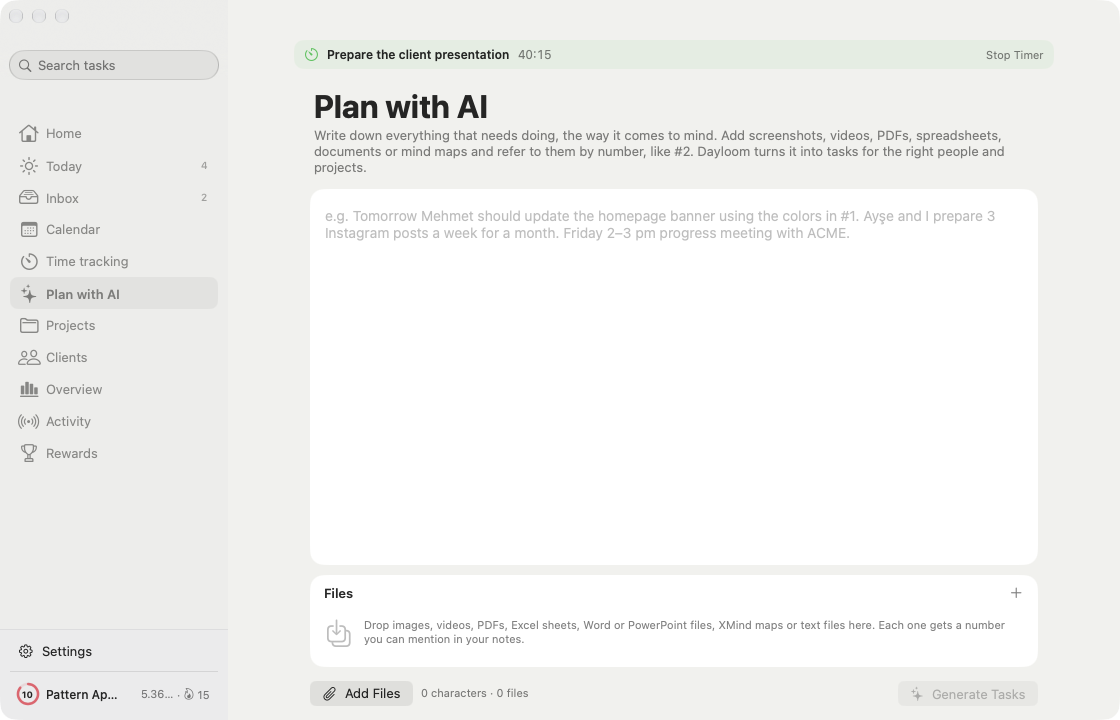 Search tasks
Home
Today 4
Inbox 2
Calendar
Time tracking
Plan with AI
Projects
Clients
Overview
Activity
Rewards
Settings
10 Pattern Ap... 5.36... · 15
Prepare the client presentation 40:15 Stop Timer
Plan with AI
Write down everything that needs doing, the way it comes to mind. Add screenshots, videos, PDFs, spreadsheets,
documents or mind maps and refer to them by number, like #2. Dayloom turns it into tasks for the right people and
projects.
e.g. Tomorrow Mehmet should update the homepage banner using the colors in #1. Ayşe and I prepare 3
Instagram posts a week for a month. Friday 2–3 pm progress meeting with ACME.
Files
Drop images, videos, PDFs, Excel sheets, Word or PowerPoint files, XMind maps or text files here. Each one gets a number
you can mention in your notes.
Add Files 0 characters · 0 files Generate Tasks